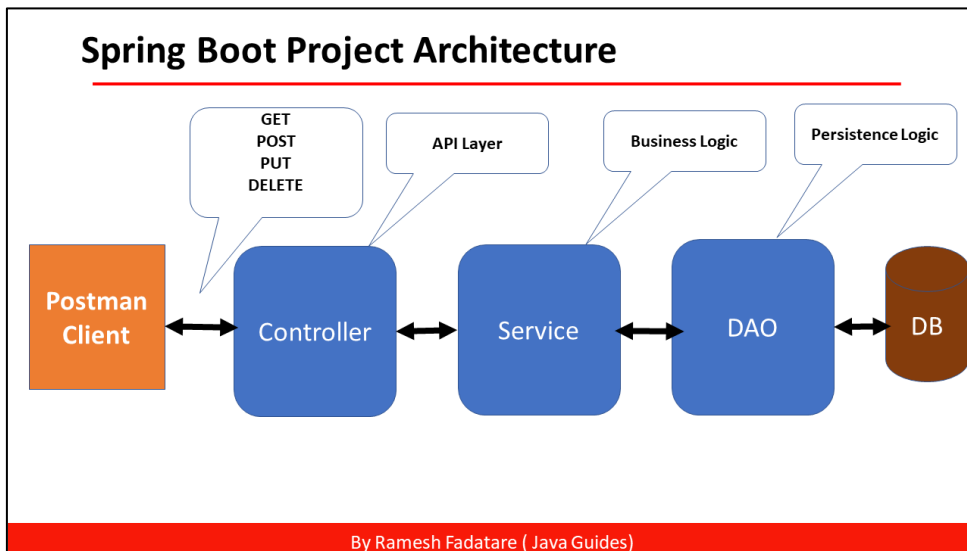 Spring Boot Project Architecture
GET
POST
PUT
DELETE
API Layer
Business Logic
Persistence Logic
Postman
Client
Controller
Service
DAO
DB
By Ramesh Fadatare ( Java Guides)